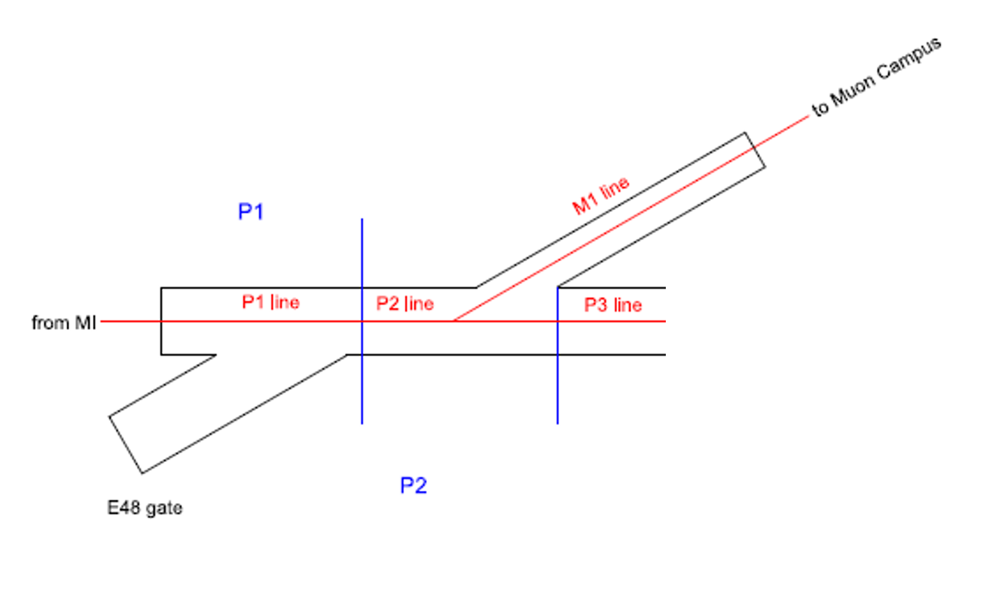 to Muon Campus
M1 line
P1
P1 line
P2 line
P3 line
from MI
P2
E48 gate